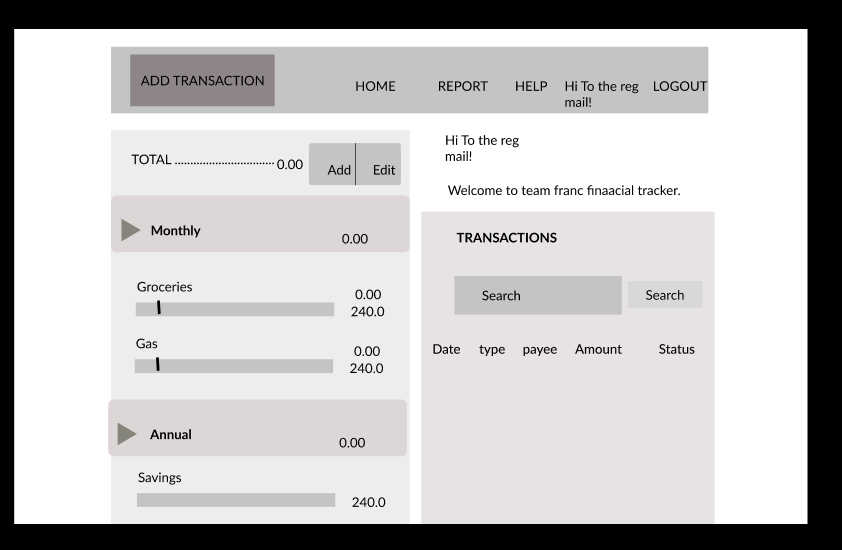 ADD TRANSACTION
HOME
REPORT
HELP
Hi To the reg
mail!
LOGOUT
TOTAL ................................ 0.00
Add
Edit
Hi To the reg
mail!
Welcome to team franc finaacial tracker.
Monthly
0.00
Groceries
0.00
240.0
Gas
0.00
240.0
Annual
0.00
Savings
240.0
TRANSACTIONS
Search
Search
Date type payee Amount Status